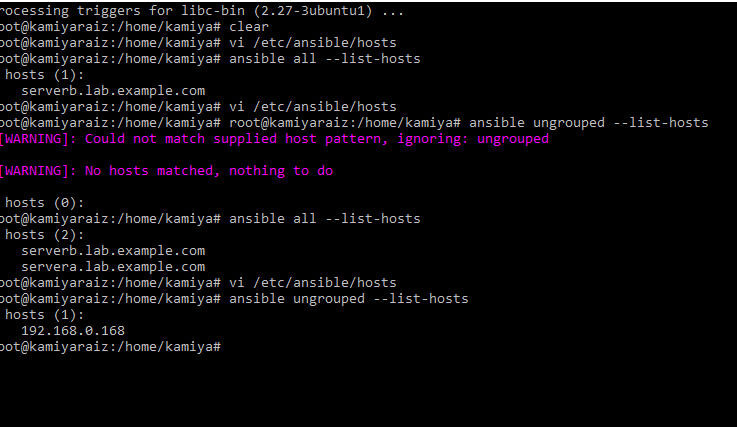 rocessing triggers for libc-bin (2.27-3ubuntu1) ...
oot@kamiyaraiz:/home/kamiya# clear
oot@kamiyaraiz:/home/kamiya# vi /etc/ansible/hosts
oot@kamiyaraiz:/home/kamiya# ansible all --list-hosts
hosts (1):
serverb.lab.example.com
oot@kamiyaraiz:/home/kamiya# vi /etc/ansible/hosts
oot@kamiyaraiz:/home/kamiya# root@kamiyaraiz:/home/kamiya# ansible ungrouped --list-hosts
[WARNING]: Could not match supplied host pattern, ignoring: ungrouped
[WARNING]: No hosts matched, nothing to do
hosts (0):
oot@kamiyaraiz:/home/kamiya# ansible all --list-hosts
hosts (2):
serverb.lab.example.com
servera.lab.example.com
oot@kamiyaraiz:/home/kamiya# vi /etc/ansible/hosts
oot@kamiyaraiz:/home/kamiya# ansible ungrouped --list-hosts
hosts (1):
192.168.0.168
oot@kamiyaraiz:/home/kamiya#